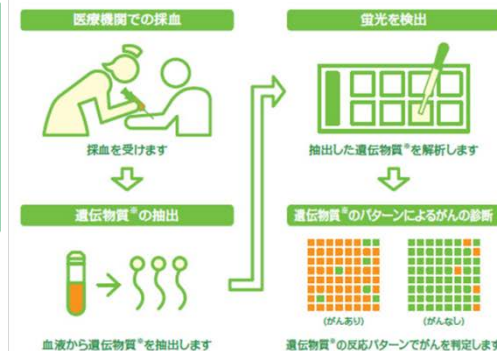 医療機関での採血
採血を受けます
遺伝物質※の抽出
血液から遺伝物質※を抽出します
蛍光を検出
抽出した遺伝物質※を解析します
遺伝物質※のパターンによるがんの診断
(がんあり)
(がんなし)
遺伝物質※の反応パターンでがんを判定します